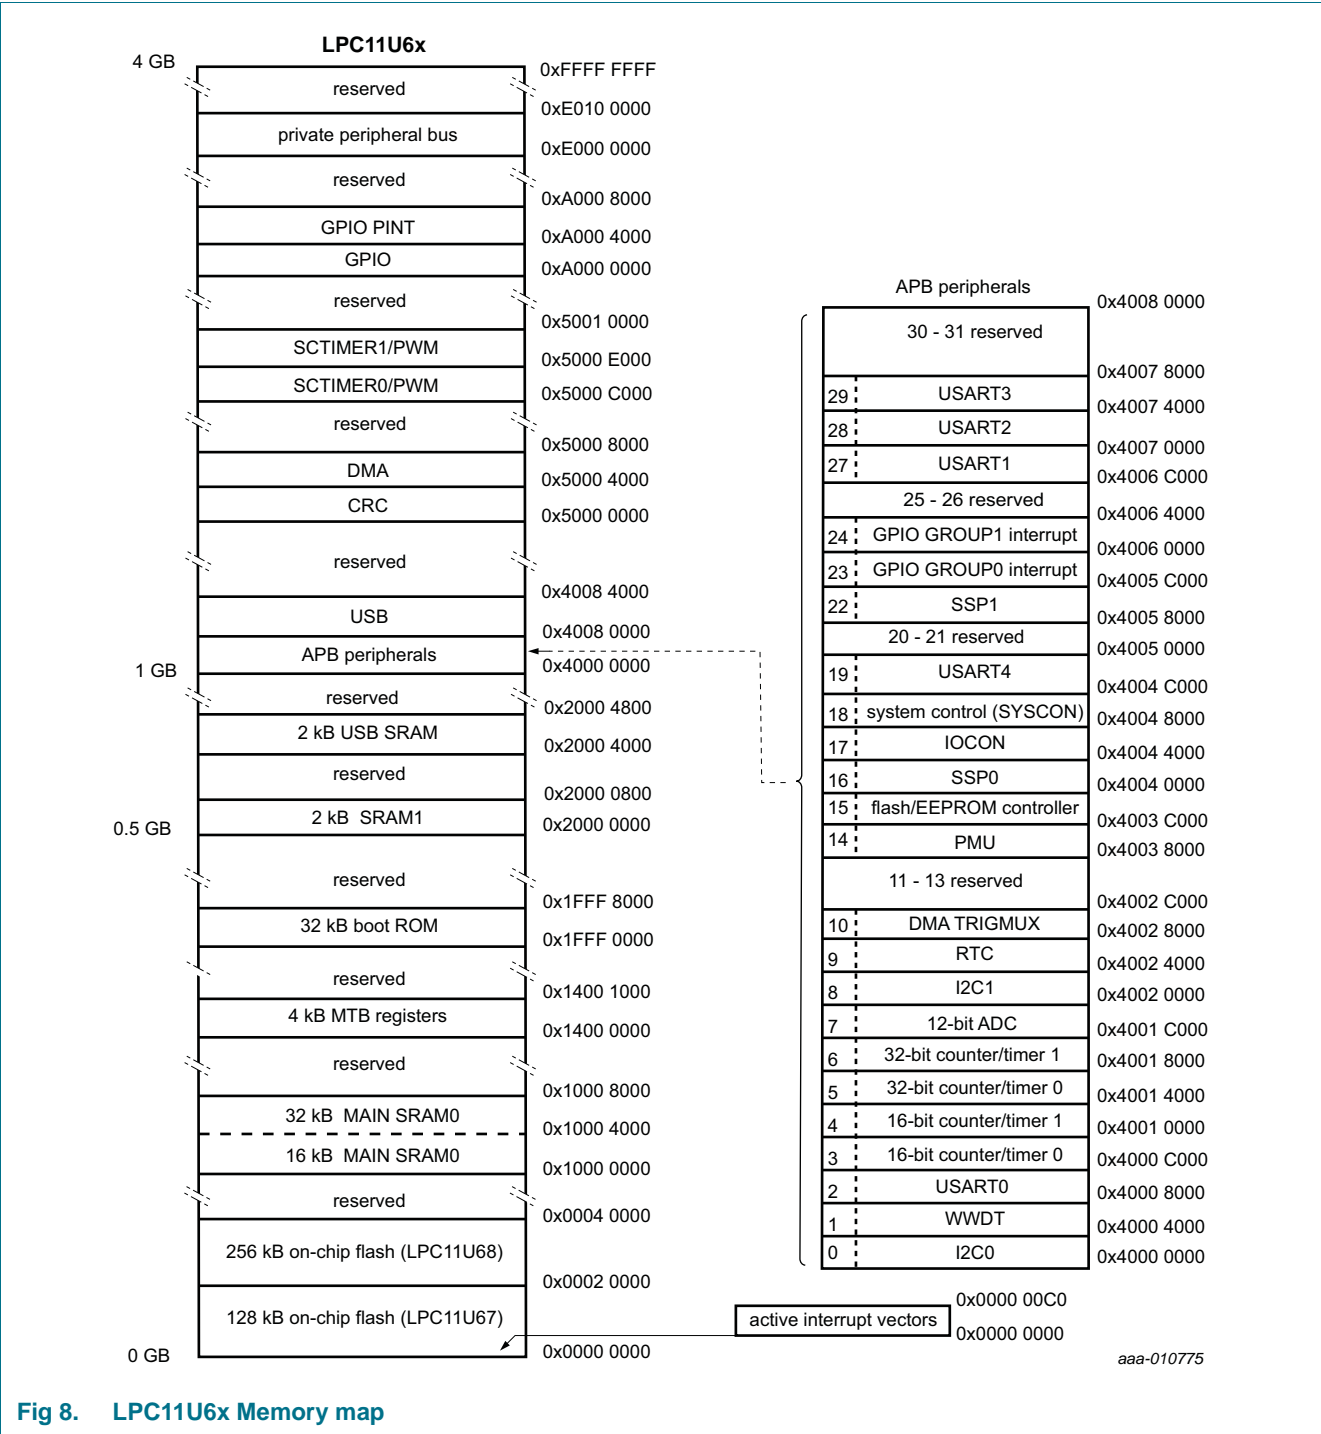 LPC11U6x
4 GB
0xFFFF FFFF
reserved
0xE010 0000
private peripheral bus
0xE000 0000
reserved
0xA000 8000
GPIO PINT
0xA000 4000
GPIO
0xA000 0000
reserved
0x5001 0000
SCTIMER1/PWM
0x5000 E000
SCTIMER0/PWM
0x5000 C000
reserved
0x5000 8000
DMA
0x5000 4000
CRC
0x5000 0000
reserved
0x4008 4000
USB
0x4008 0000
APB peripherals
1 GB
0x4000 0000
reserved
0x2000 4800
2 kB USB SRAM
0x2000 4000
reserved
0x2000 0800
2 kB SRAM1
0.5 GB
0x2000 0000
reserved
0x1FFF 8000
32 kB boot ROM
0x1FFF 0000
reserved
0x1400 1000
4 kB MTB registers
0x1400 0000
reserved
0x1000 8000
32 kB MAIN SRAM0
0x1000 4000
16 kB MAIN SRAM0
0x1000 0000
reserved
0x0004 0000
256 kB on-chip flash (LPC11U68)
0x0002 0000
128 kB on-chip flash (LPC11U67)
0 GB
0x0000 0000
APB peripherals
0x4008 0000
30 - 31 reserved
0x4007 8000
29 USART3
0x4007 4000
28 USART2
0x4007 0000
27 USART1
0x4006 C000
25 - 26 reserved
0x4006 4000
24 GPIO GROUP1 interrupt
0x4006 0000
23 GPIO GROUP0 interrupt
0x4005 C000
22 SSP1
0x4005 8000
20 - 21 reserved
0x4005 0000
19 USART4
0x4004 C000
18 system control (SYSCON)
0x4004 8000
17 IOCON
0x4004 4000
16 SSP0
0x4004 0000
15 flash/EEPROM controller
0x4003 C000
14 PMU
0x4003 8000
11 - 13 reserved
0x4002 C000
10 DMA TRIGMUX
0x4002 8000
9 RTC
0x4002 4000
8 I2C1
0x4002 0000
7 12-bit ADC
0x4001 C000
6 32-bit counter/timer 1
0x4001 8000
5 32-bit counter/timer 0
0x4001 4000
4 16-bit counter/timer 1
0x4001 0000
3 16-bit counter/timer 0
0x4000 C000
2 USART0
0x4000 8000
1 WWDT
0x4000 4000
0 I2C0
0x4000 0000
0x0000 00C0
active interrupt vectors
0x0000 0000
aaa-010775
Fig 8. LPC11U6x Memory map